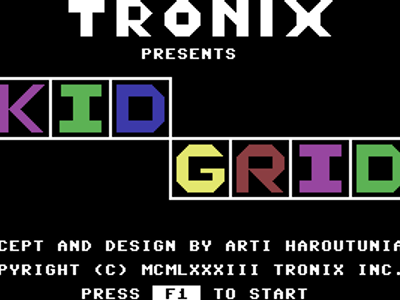 TRONIX
PRESENTS
KID
GRID
CEPT AND DESIGN BY ARTI HAROUTUNIA
PYRIGHT (C) MCMLXXXIII TRONIX INC.
PRESS F1 TO START